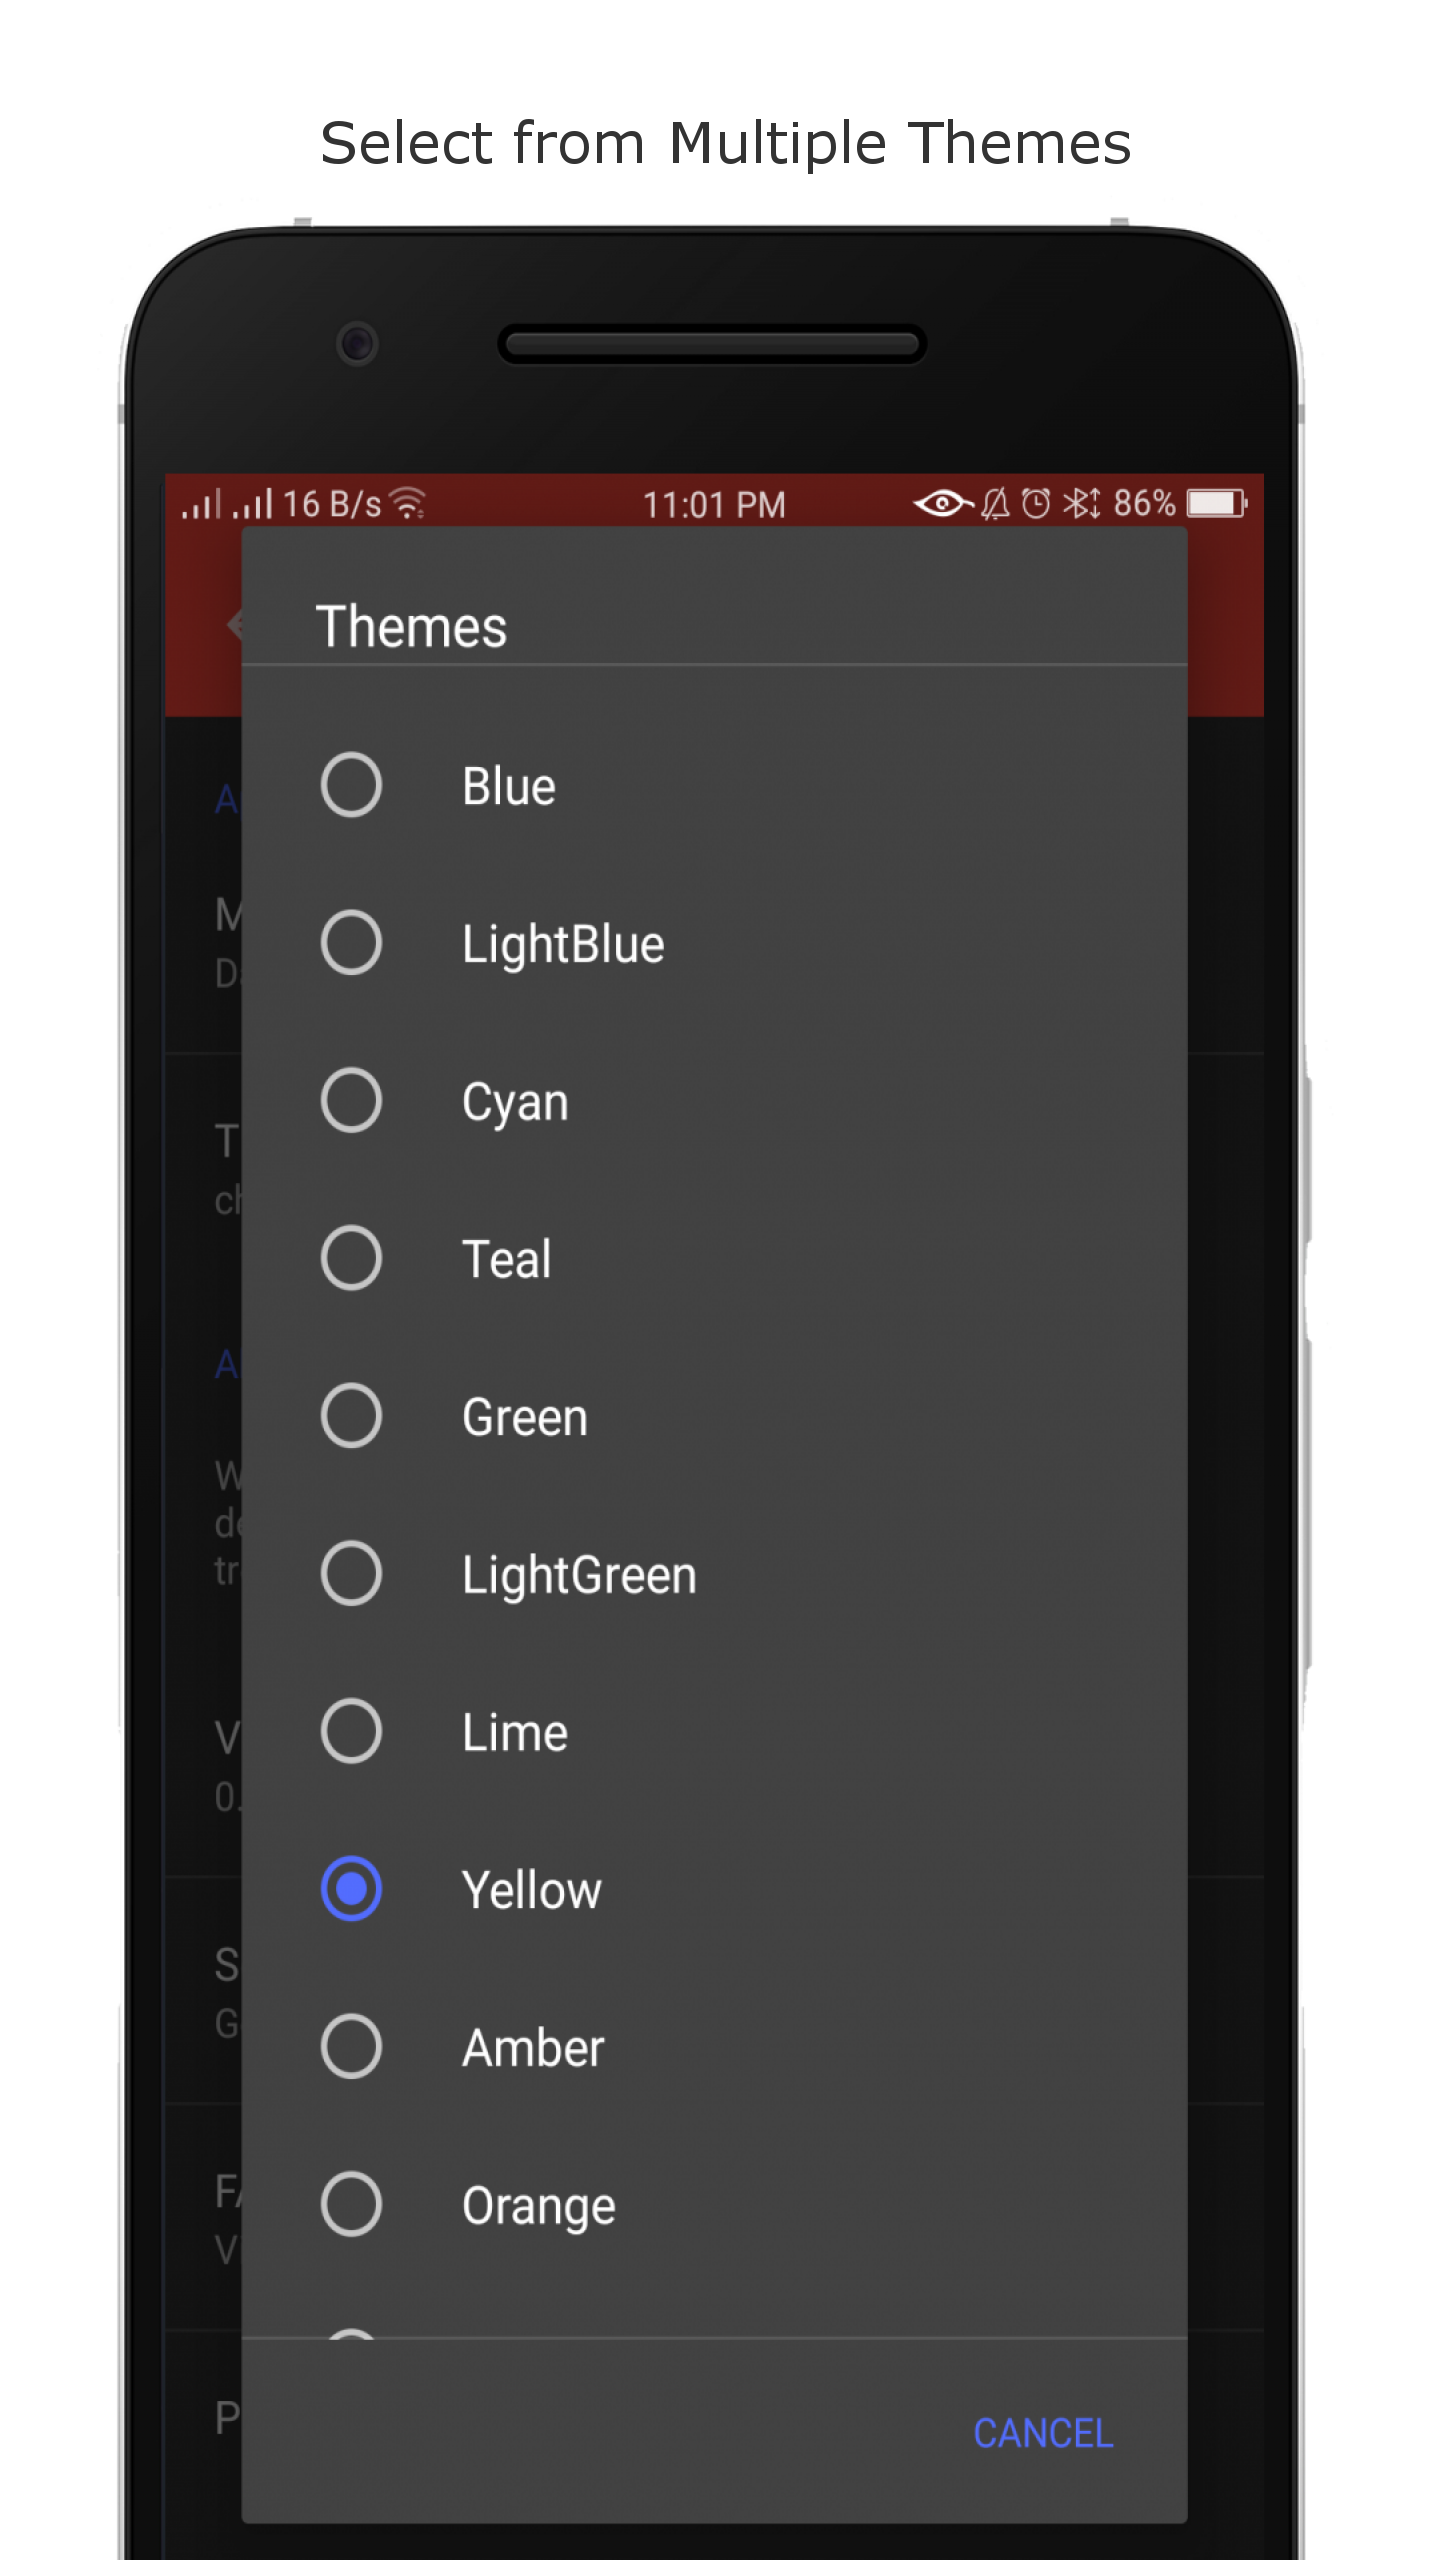 Select from Multiple Themes
16 B/s 11:01 PM 86%
Themes
Blue
LightBlue
Cyan
Teal
Green
LightGreen
Lime
Yellow
Amber
Orange
CANCEL